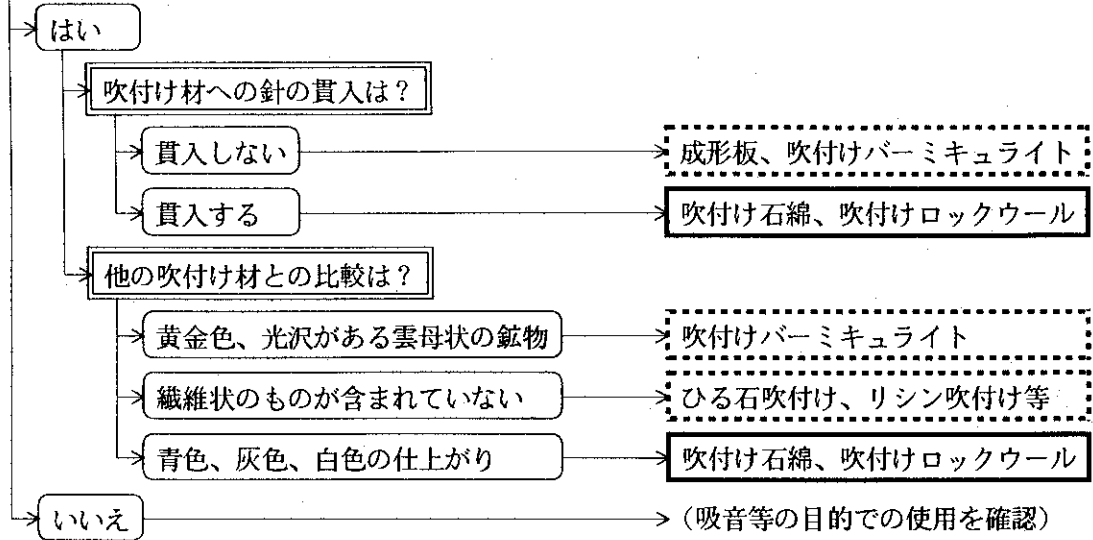 はい
吹付け材への針の貫入は？
貫入しない
成形板、吹付けバーミキュライト
貫入する
吹付け石綿、吹付けロックウール
他の吹付け材との比較は？
黄金色、光沢がある雲母状の鉱物
吹付けバーミキュライト
繊維状のものが含まれていない
ひる石吹付け、リシン吹付け等
青色、灰色、白色の仕上がり
吹付け石綿、吹付けロックウール
いいえ
（吸音等の目的での使用を確認）